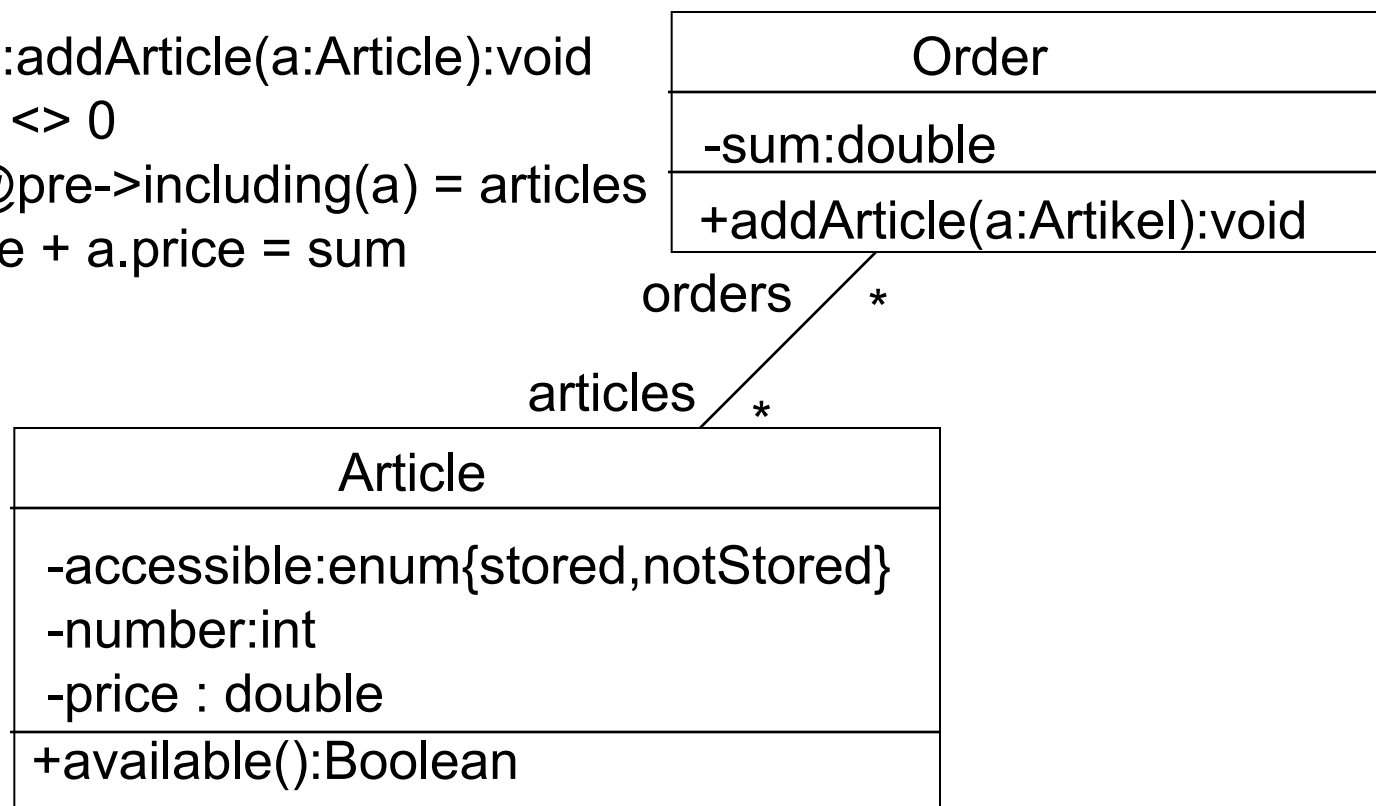 :addArticle(a:Article):void
<> 0
@pre->including(a) = articles
e + a.price = sum
Order
-sum:double
+addArticle(a:Artikel):void
orders
*
articles
*
Article
-accessible:enum{stored,notStored}
-number:int
-price : double
+available():Boolean